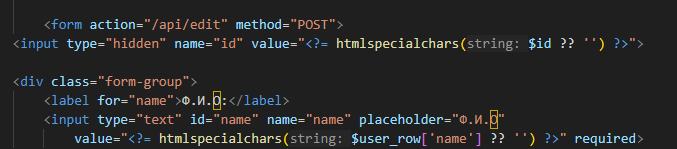 <form action="/api/edit" method="POST">
<input type="hidden" name="id" value="<?= htmlspecialchars(string: $id ?? '') ?>">
<div class="form-group">
<label for="name">Ф.И.О:</label>
<input type="text" id="name" name="name" placeholder="Ф.И.О"
value="<?= htmlspecialchars(string: $user_row['name'] ?? '') ?>" required>